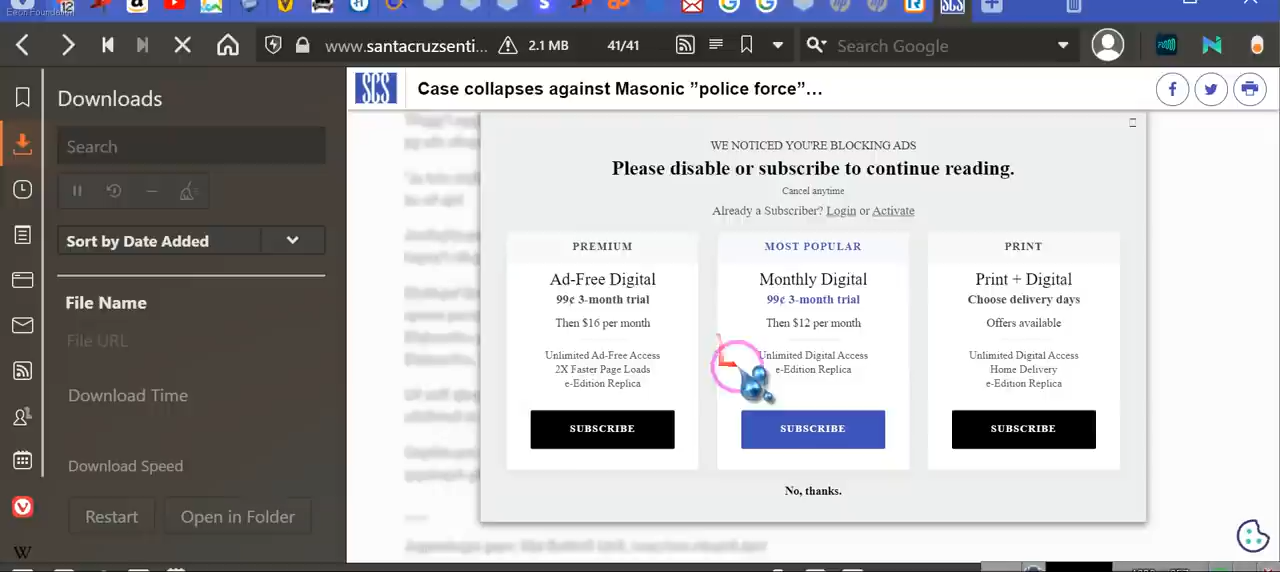 Eeon Foundation
12
www.santacruzsenti...
2.1 MB
41/41
Search Google
SCS
Downloads
Search
Sort by Date Added
File Name
File URL
Download Time
Download Speed
Restart
Open in Folder
W
SCS
Case collapses against Masonic ”police force”...
WE NOTICED YOU'RE BLOCKING ADS
Please disable or subscribe to continue reading.
Cancel anytime
Already a Subscriber? Login or Activate
PREMIUM
Ad-Free Digital
99¢ 3-month trial
Then $16 per month
Unlimited Ad-Free Access
2X Faster Page Loads
e-Edition Replica
SUBSCRIBE
MOST POPULAR
Monthly Digital
99¢ 3-month trial
Then $12 per month
Unlimited Digital Access
e-Edition Replica
SUBSCRIBE
PRINT
Print + Digital
Choose delivery days
Offers available
Unlimited Digital Access
Home Delivery
e-Edition Replica
SUBSCRIBE
No, thanks.